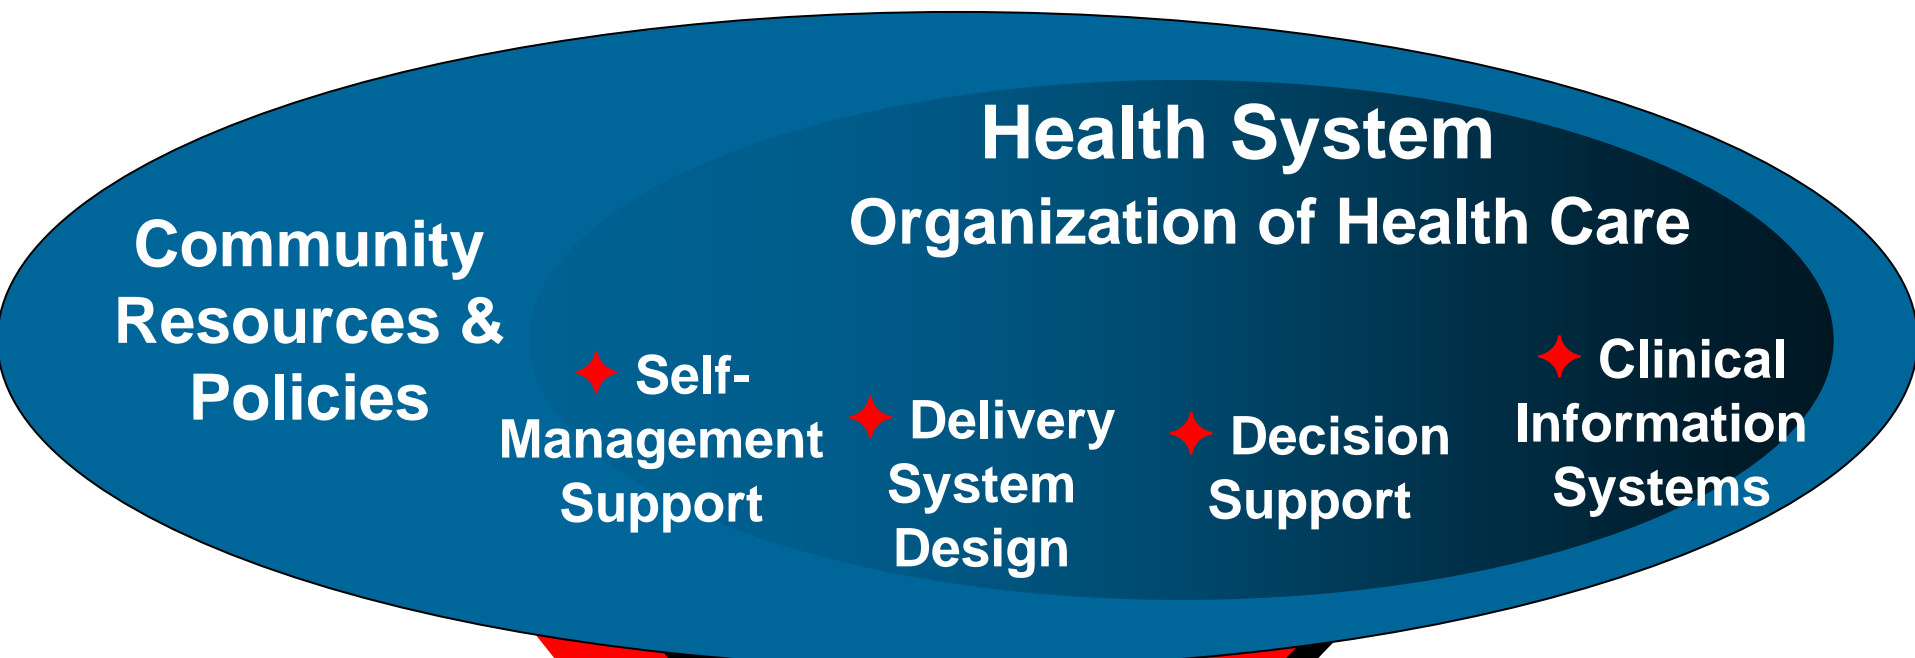 Health System
Organization of Health Care
Community
Resources &
Policies
Self-
Management
Support
Delivery
System
Design
Decision
Support
Clinical
Information
Systems